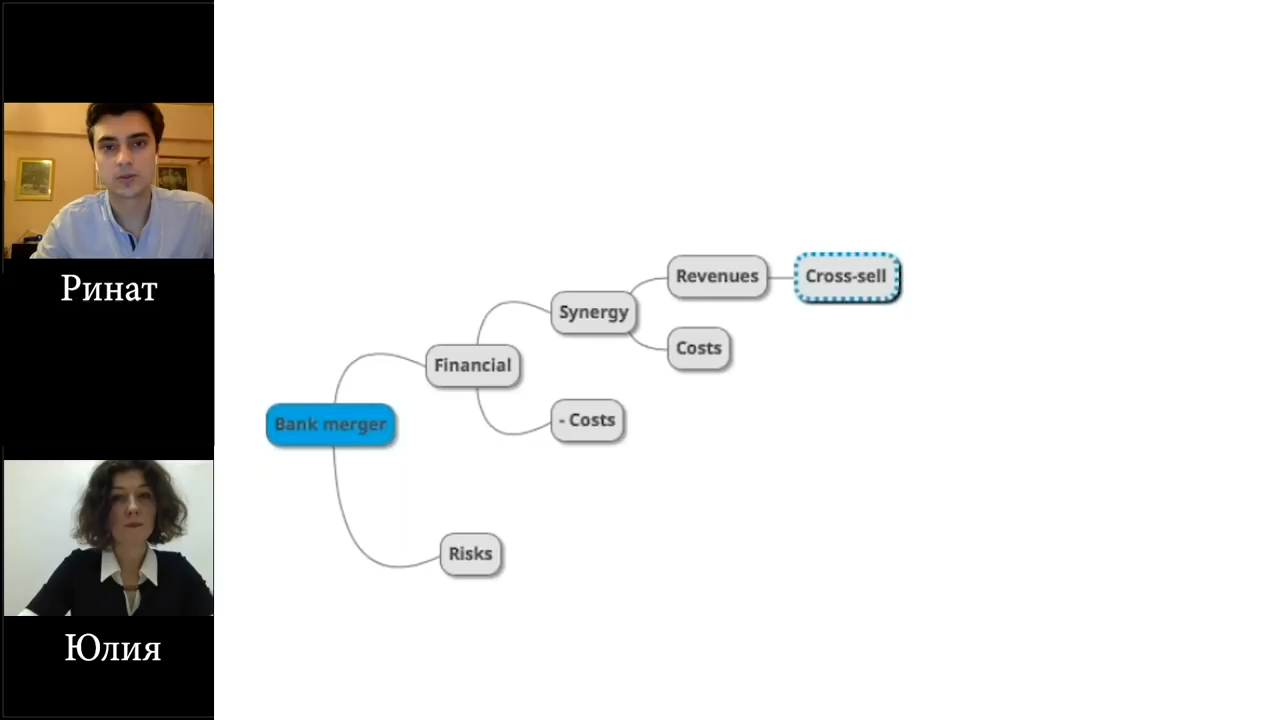 Ринат
Юлия
Bank merger
Financial
Synergy
Revenues
Cross-sell
Costs
- Costs
Risks